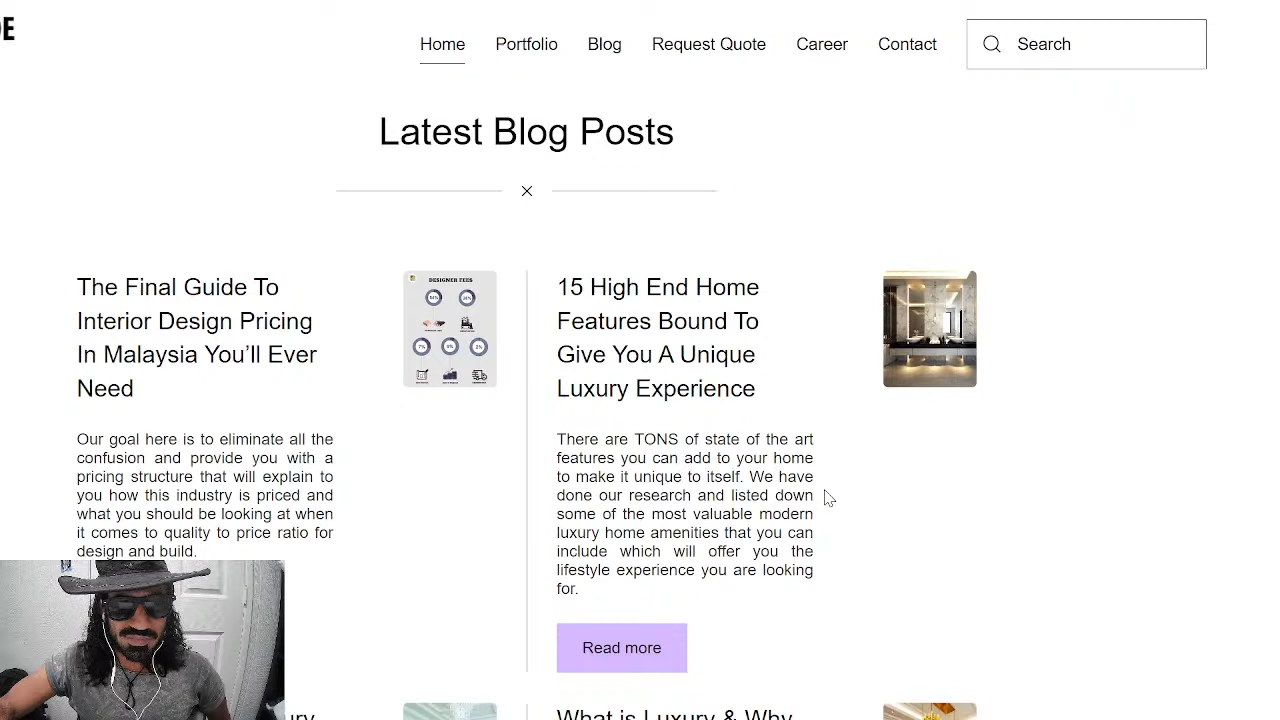 Home Portfolio Blog Request Quote Career Contact Search
Latest Blog Posts
The Final Guide To
Interior Design Pricing
In Malaysia You’ll Ever
Need
Our goal here is to eliminate all the
confusion and provide you with a
pricing structure that will explain to
you how this industry is priced and
what you should be looking at when
it comes to quality to price ratio for
design and build.
DESIGNER FEES
15 High End Home
Features Bound To
Give You A Unique
Luxury Experience
There are TONS of state of the art
features you can add to your home
to make it unique to itself. We have
done our research and listed down
some of the most valuable modern
luxury home amenities that you can
include which will offer you the
lifestyle experience you are looking
for.
Read more
What is Luxury & Why